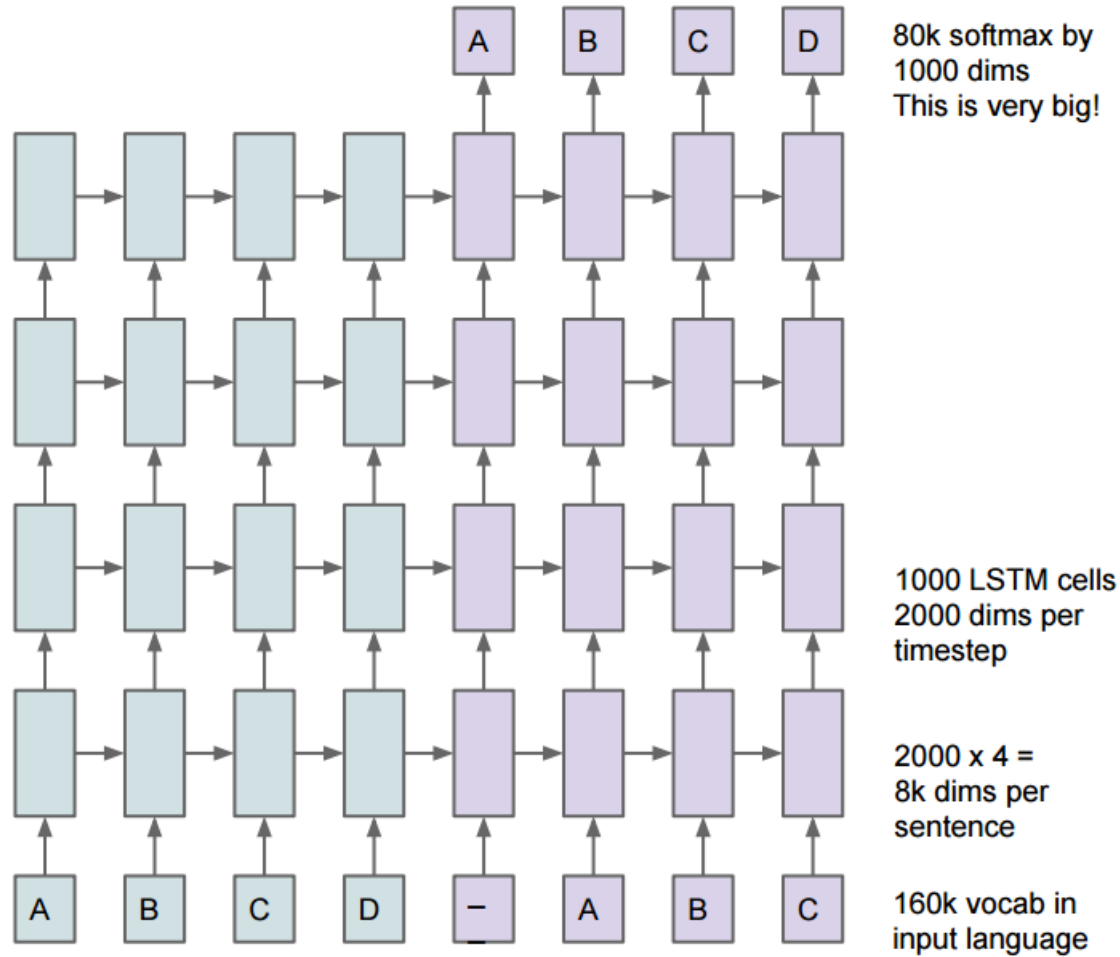 A B C D
80k softmax by
1000 dims
This is very big!
1000 LSTM cells
2000 dims per
timestep
2000 x 4 =
8k dims per
sentence
A B C D _ A B C
160k vocab in
input language